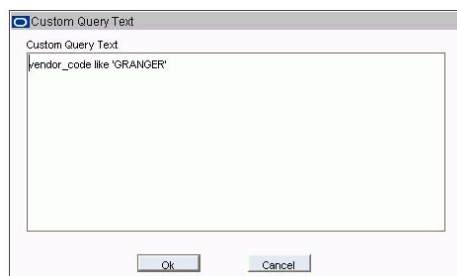 Custom Query Text
Custom Query Text
vendor_code like 'GRANGER'
Ok
Cancel